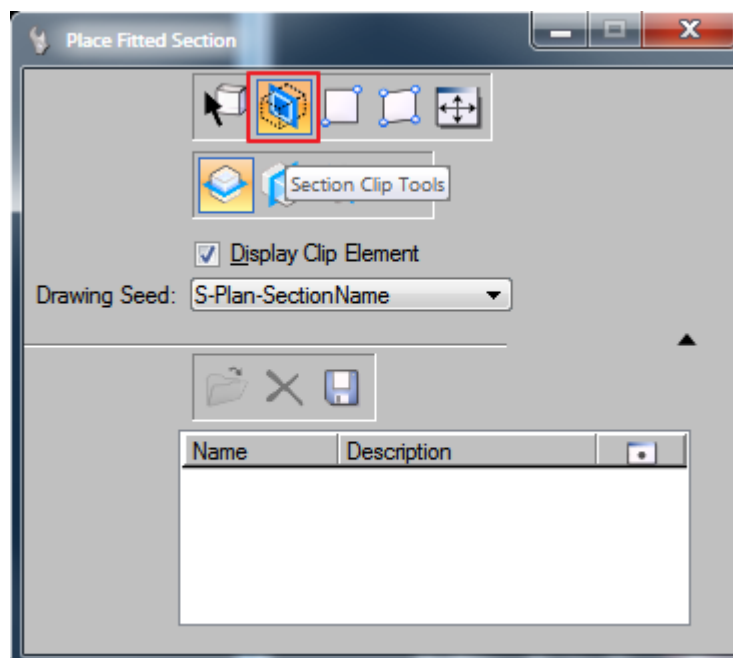 Place Fitted Section
Section Clip Tools
Display Clip Element
Drawing Seed: S-Plan-SectionName
Name Description